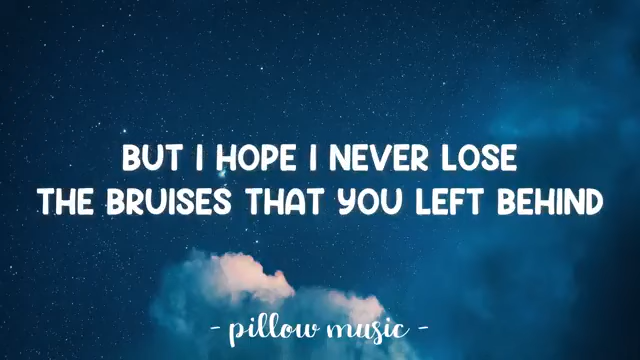 BUT I HOPE I NEVER LOSE
THE BRUISES THAT YOU LEFT BEHIND
- pillow music -